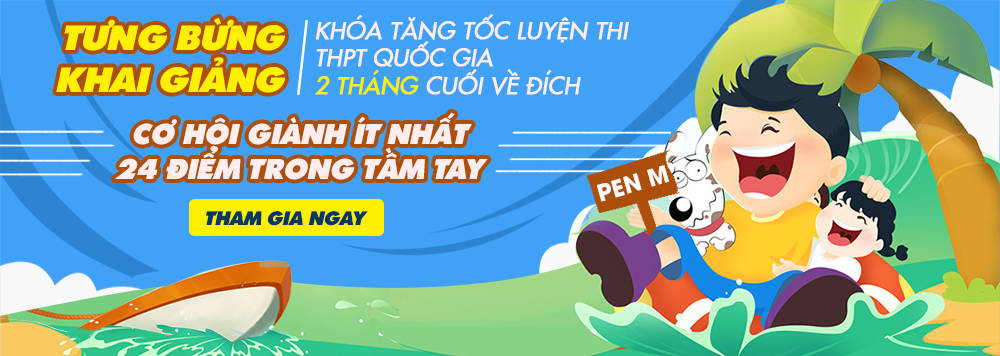 TƯNG BỪNG
KHAI GIẢNG
KHÓA TĂNG TỐC LUYỆN THI
THPT QUỐC GIA
2 THÁNG CUỐI VỀ ĐÍCH
CƠ HỘI GIÀNH ÍT NHẤT
24 ĐIỂM TRONG TẦM TAY
THAM GIA NGAY
PEN M